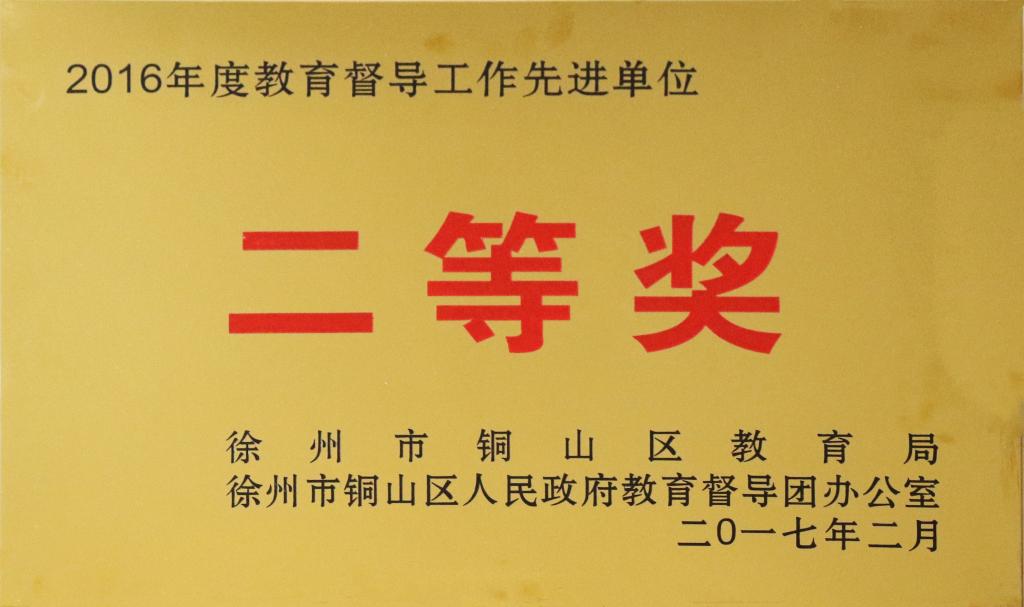 2016年度教育督导工作先进单位
二等奖
徐州市铜山区教育局
徐州市铜山区人民政府教育督导团办公室
二0一七年二月